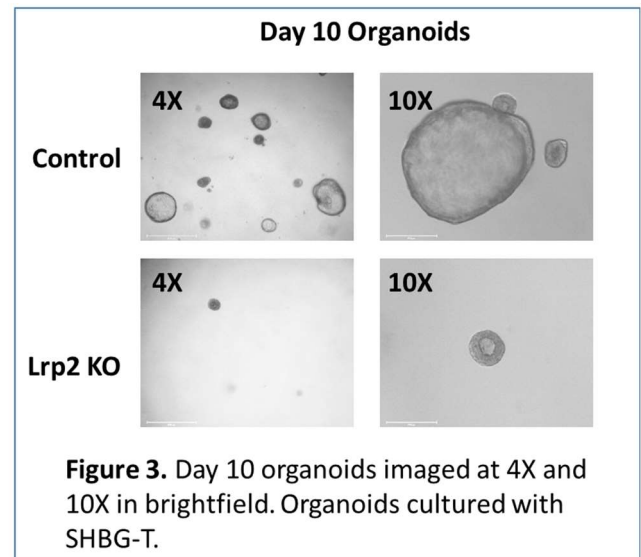 Day 10 Organoids
Control
4X
10X
Lrp2 KO
4X
10X
Figure 3. Day 10 organoids imaged at 4X and
10X in brightfield. Organoids cultured with
SHBG-T.